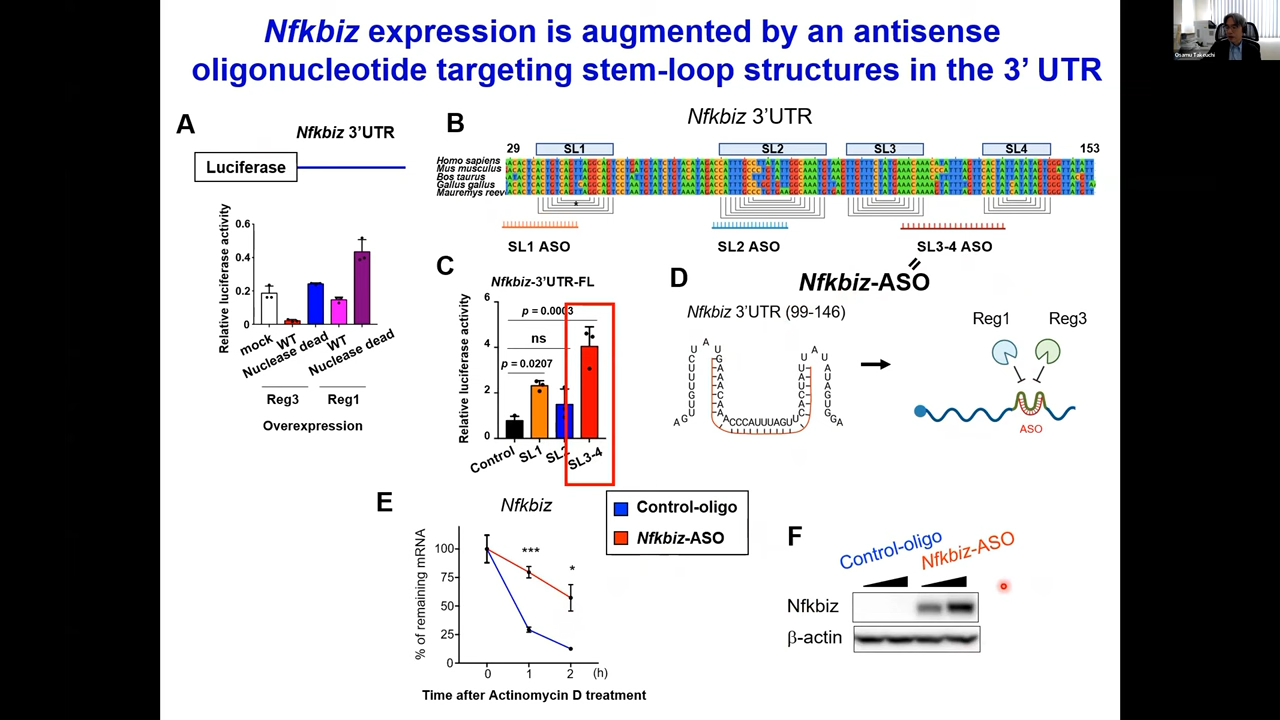 Nfkbiz expression is augmented by an antisense
oligonucleotide targeting stem-loop structures in the 3' UTR
Osamu Takeuchi
A
Nfkbiz 3'UTR
Luciferase
Relative luciferase activity
0.6
0.4
0.2
0
mock
WT
Nuclease dead
WT
Nuclease dead
Reg3
Reg1
Overexpression
B
Nfkbiz 3'UTR
29
SL1
SL2
SL3
SL4
153
Homo sapiens
Mus musculus
Bos taurus
Gallus gallus
Mauremys reev
SL1 ASO
SL2 ASO
SL3-4 ASO
Nfkbiz-ASO
C
Nfkbiz-3'UTR-FL
Relative luciferase activity
6
4
2
0
p = 0.0003
ns
p = 0.0207
Control
SL1
SL2
SL3-4
D
Nfkbiz 3'UTR (99-146)
Reg1
Reg3
ASO
E
Nfkbiz
Control-oligo
Nfkbiz-ASO
% of remaining mRNA
100
75
50
25
0
***
*
0
1
2
(h)
Time after Actinomycin D treatment
F
Control-oligo
Nfkbiz-ASO
Nfkbiz
β-actin